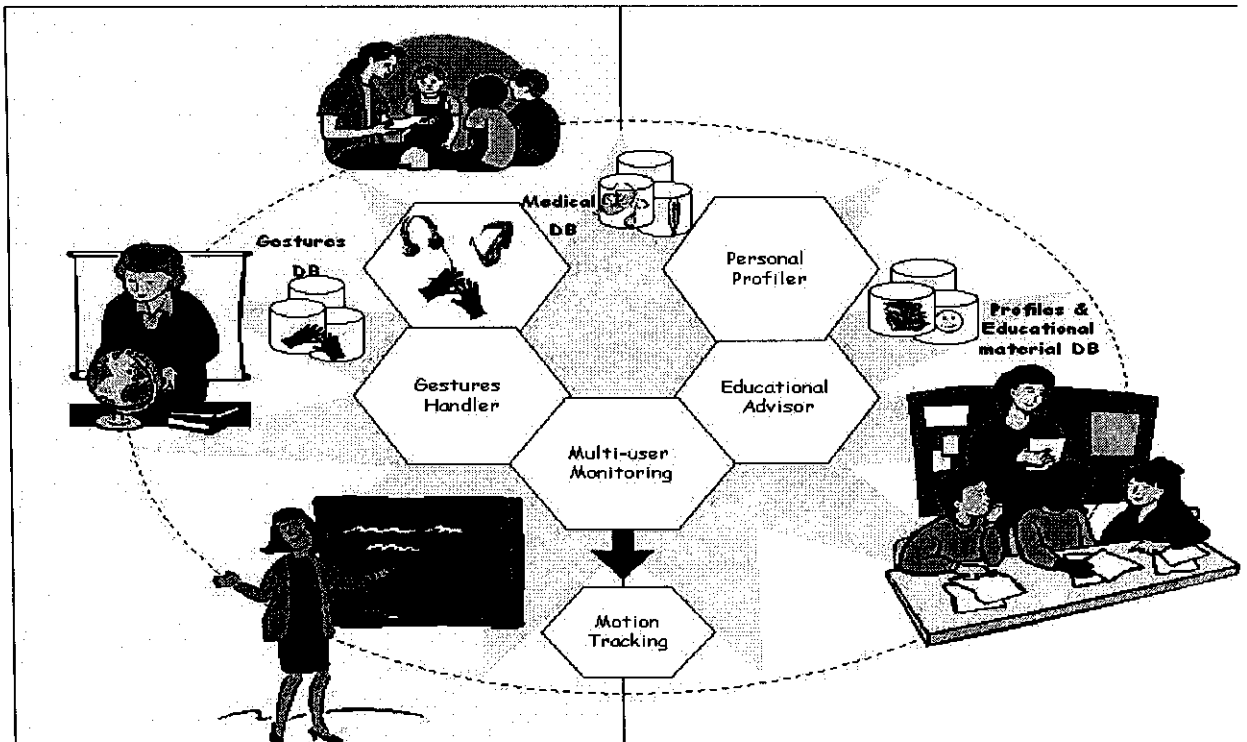 Medical
DB
Gestures
DB
Personal
Profiler
Profiles &
Educational
material DB
Gestures
Handler
Educational
Advisor
Multi-user
Monitoring
Motion
Tracking